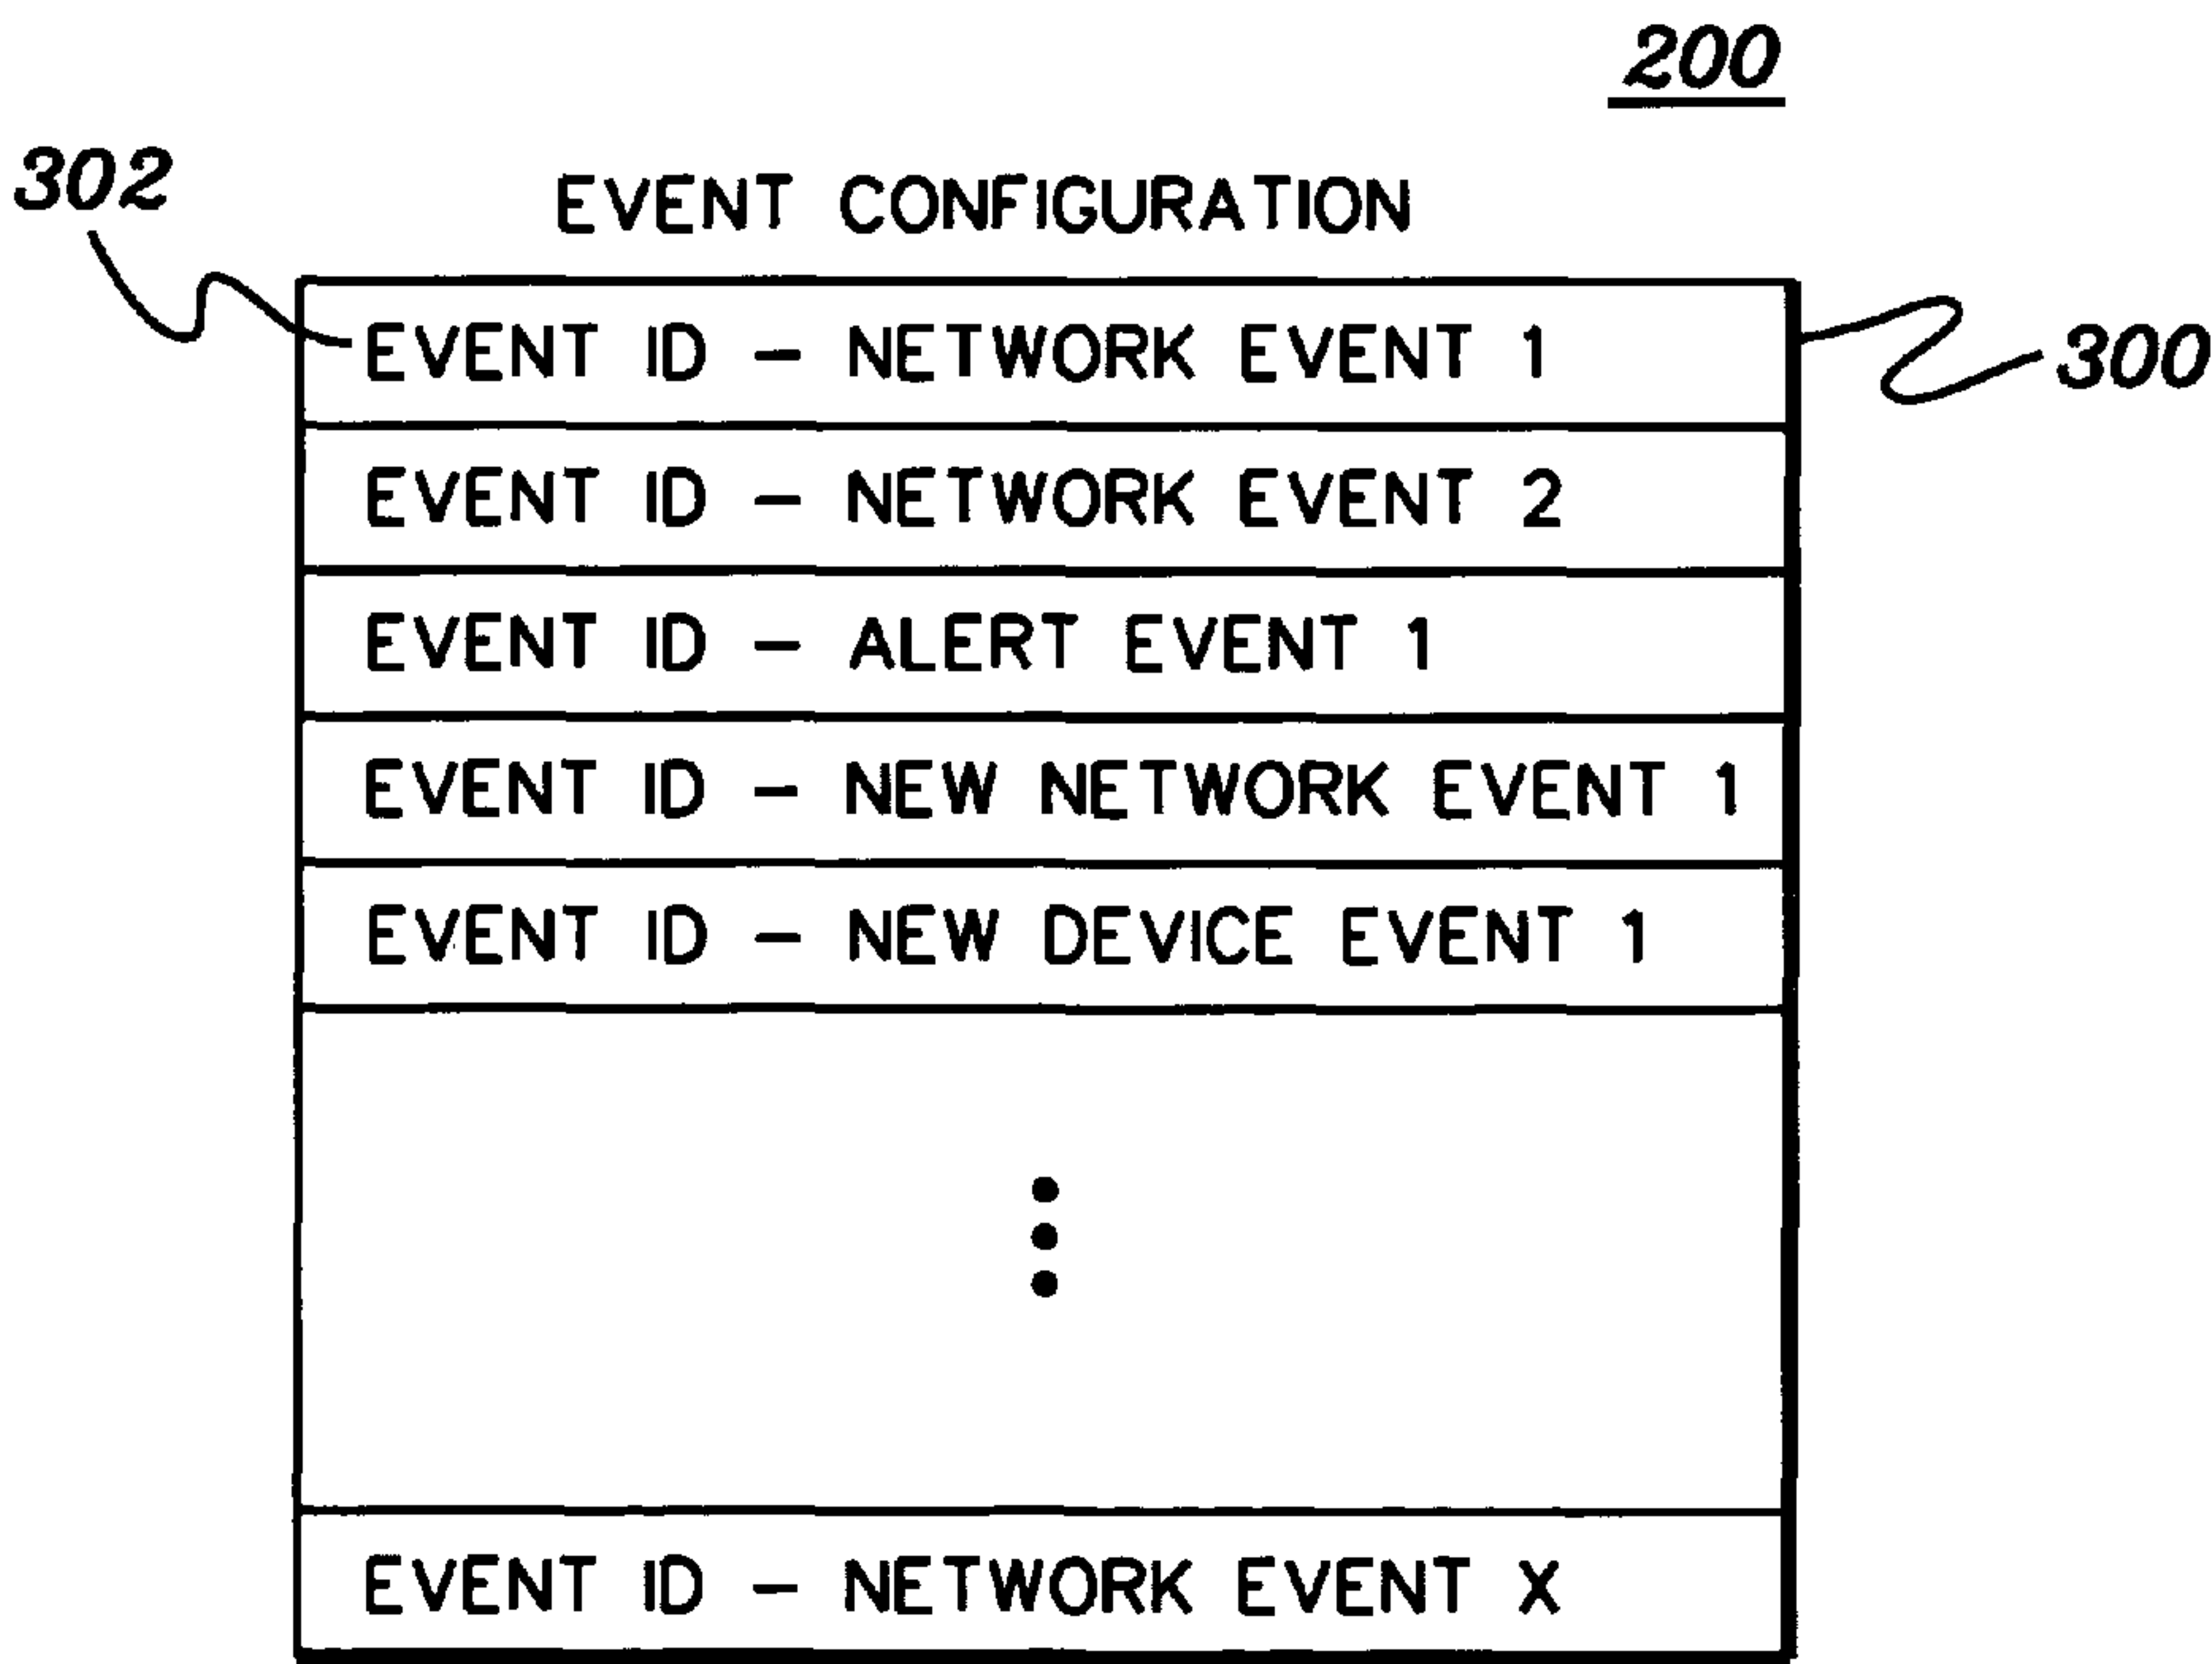 200
302
EVENT CONFIGURATION
EVENT ID - NETWORK EVENT 1
300
EVENT ID - NETWORK EVENT 2
EVENT ID - ALERT EVENT 1
EVENT ID - NEW NETWORK EVENT 1
EVENT ID - NEW DEVICE EVENT 1
EVENT ID - NETWORK EVENT X